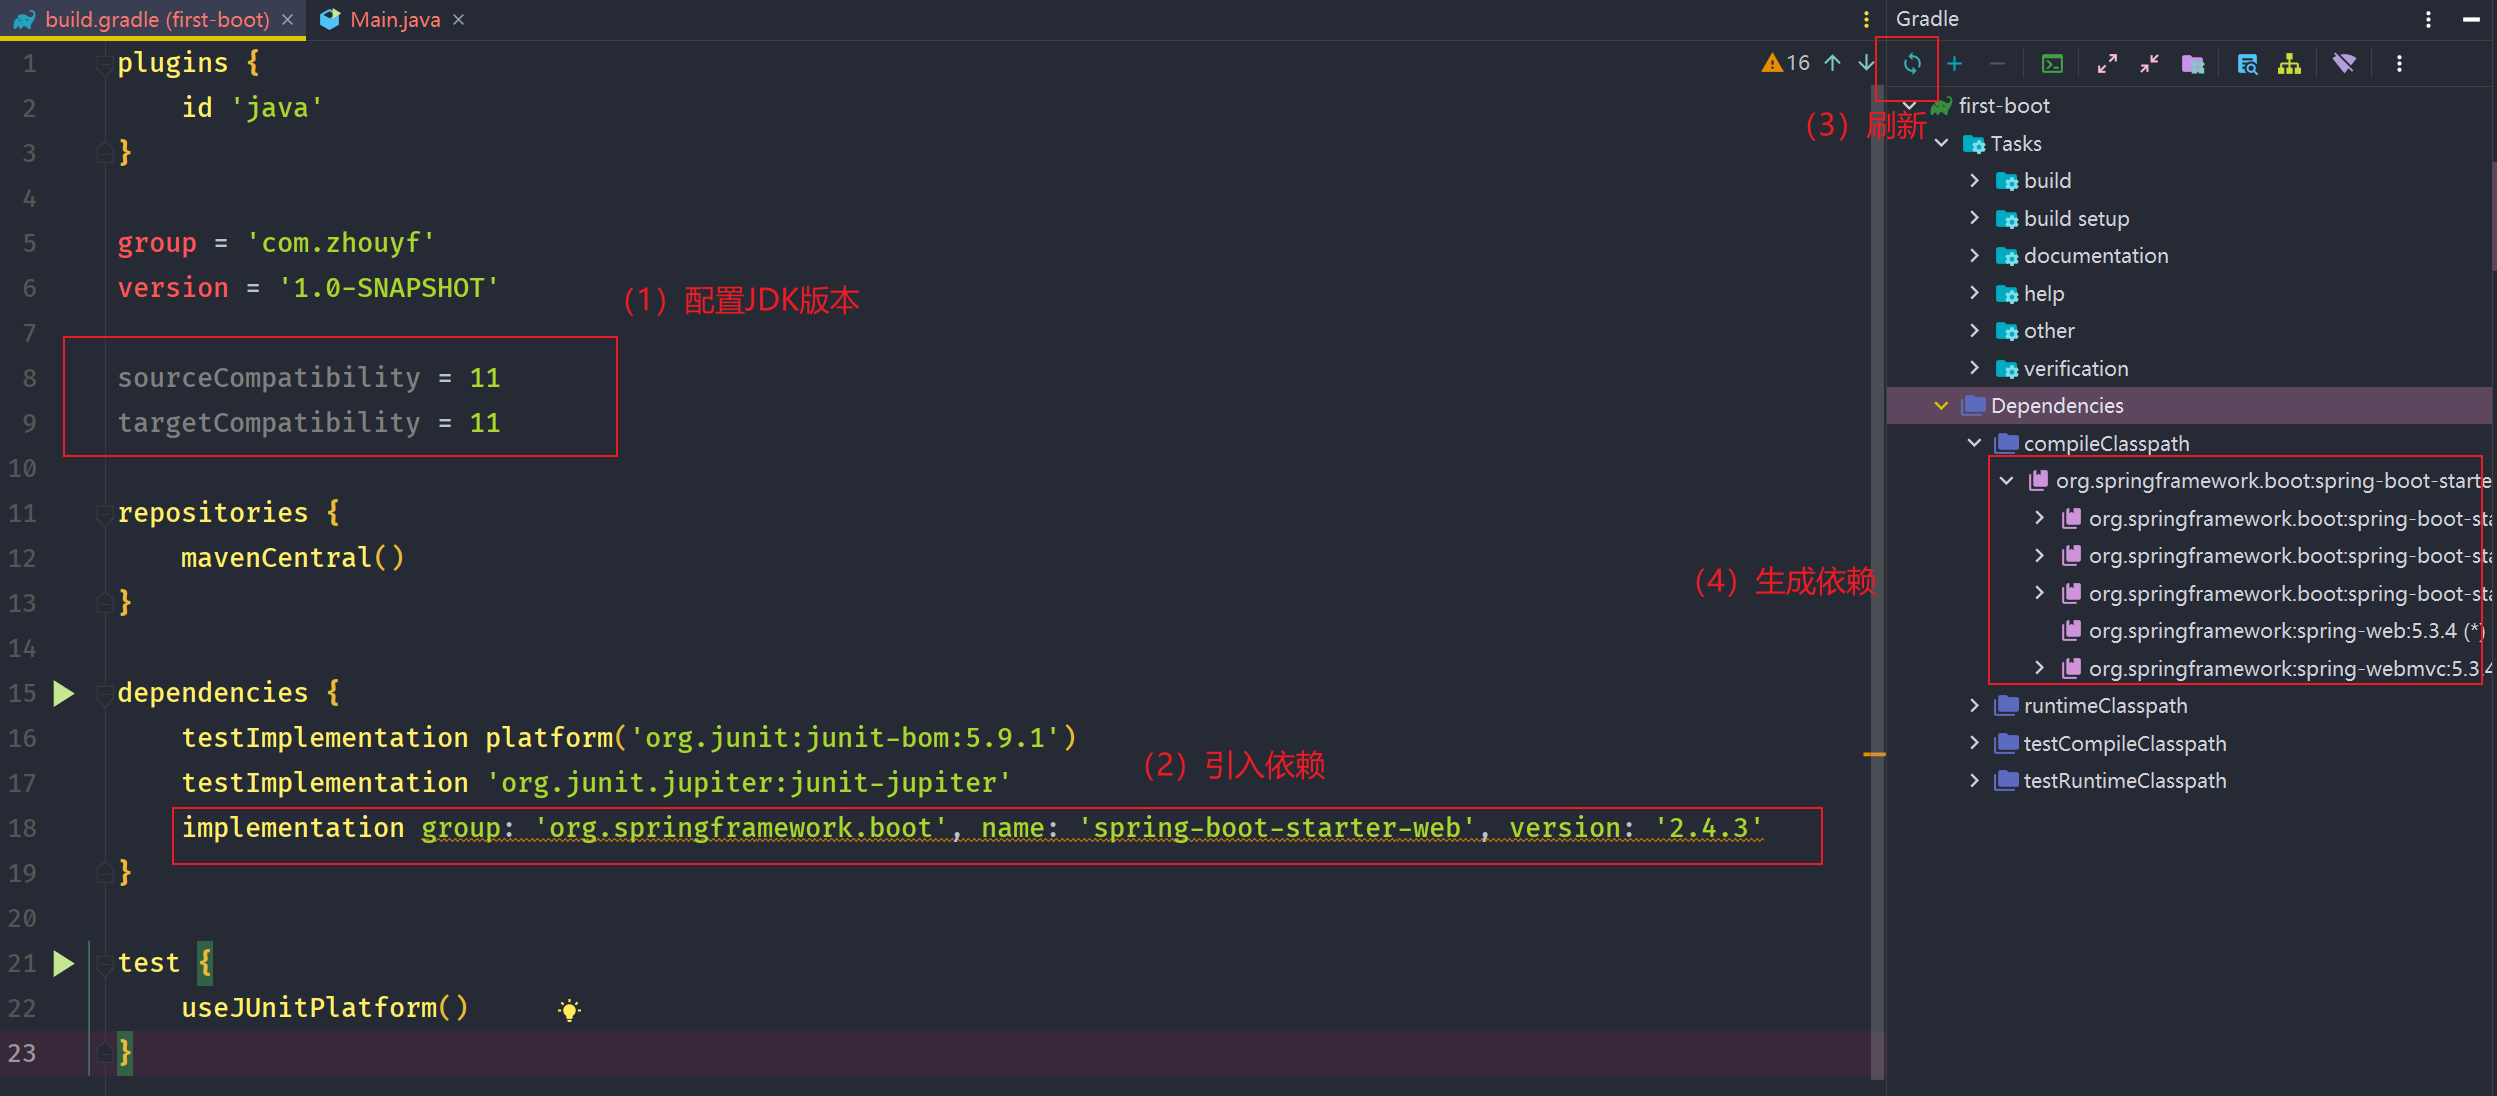 build.gradle (first-boot)
Main.java
Gradle
1 plugins {
16
2 id 'java'
3 }
4
5 group = 'com.zhouyf'
6 version = '1.0-SNAPSHOT'
（1）配置JDK版本
7
8 sourceCompatibility = 11
9 targetCompatibility = 11
10
11 repositories {
12 mavenCentral()
13 }
14
15 dependencies {
16 testImplementation platform('org.junit:junit-bom:5.9.1')
17 testImplementation 'org.junit.jupiter:junit-jupiter'
（2）引入依赖
18 implementation group: 'org.springframework.boot', name: 'spring-boot-starter-web', version: '2.4.3'
19 }
20
21 test {
22 useJUnitPlatform()
23 }
（3）刷新
first-boot
Tasks
build
build setup
documentation
help
other
verification
Dependencies
compileClasspath
（4）生成依赖
org.springframework.boot:spring-boot-starte
org.springframework.boot:spring-boot-sta
org.springframework.boot:spring-boot-sta
org.springframework.boot:spring-boot-sta
org.springframework:spring-web:5.3.4 (*)
org.springframework:spring-webmvc:5.3.4
runtimeClasspath
testCompileClasspath
testRuntimeClasspath